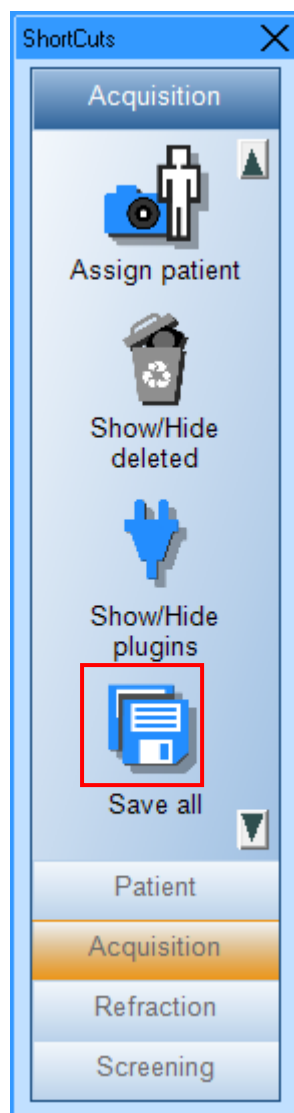 ShortCuts
Acquisition
Assign patient
Show/Hide
deleted
Show/Hide
plugins
Save all
Patient
Acquisition
Refraction
Screening